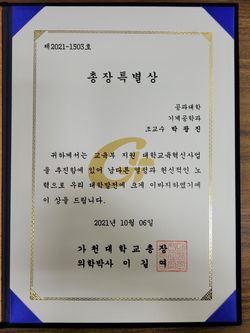 제2021-1503호
총장특별상
공과대학
기계공학과
조교수 박광진
귀하께서는 교육부 지원 대학교육혁신사업
을 추진함에 있어 남다른 열정과 헌신적인 노
력으로 우리 대학발전에 크게 이바지하였기에
이 상을 드립니다.
2021년 10월 06일
가천대학교총장
의학박사 이길여